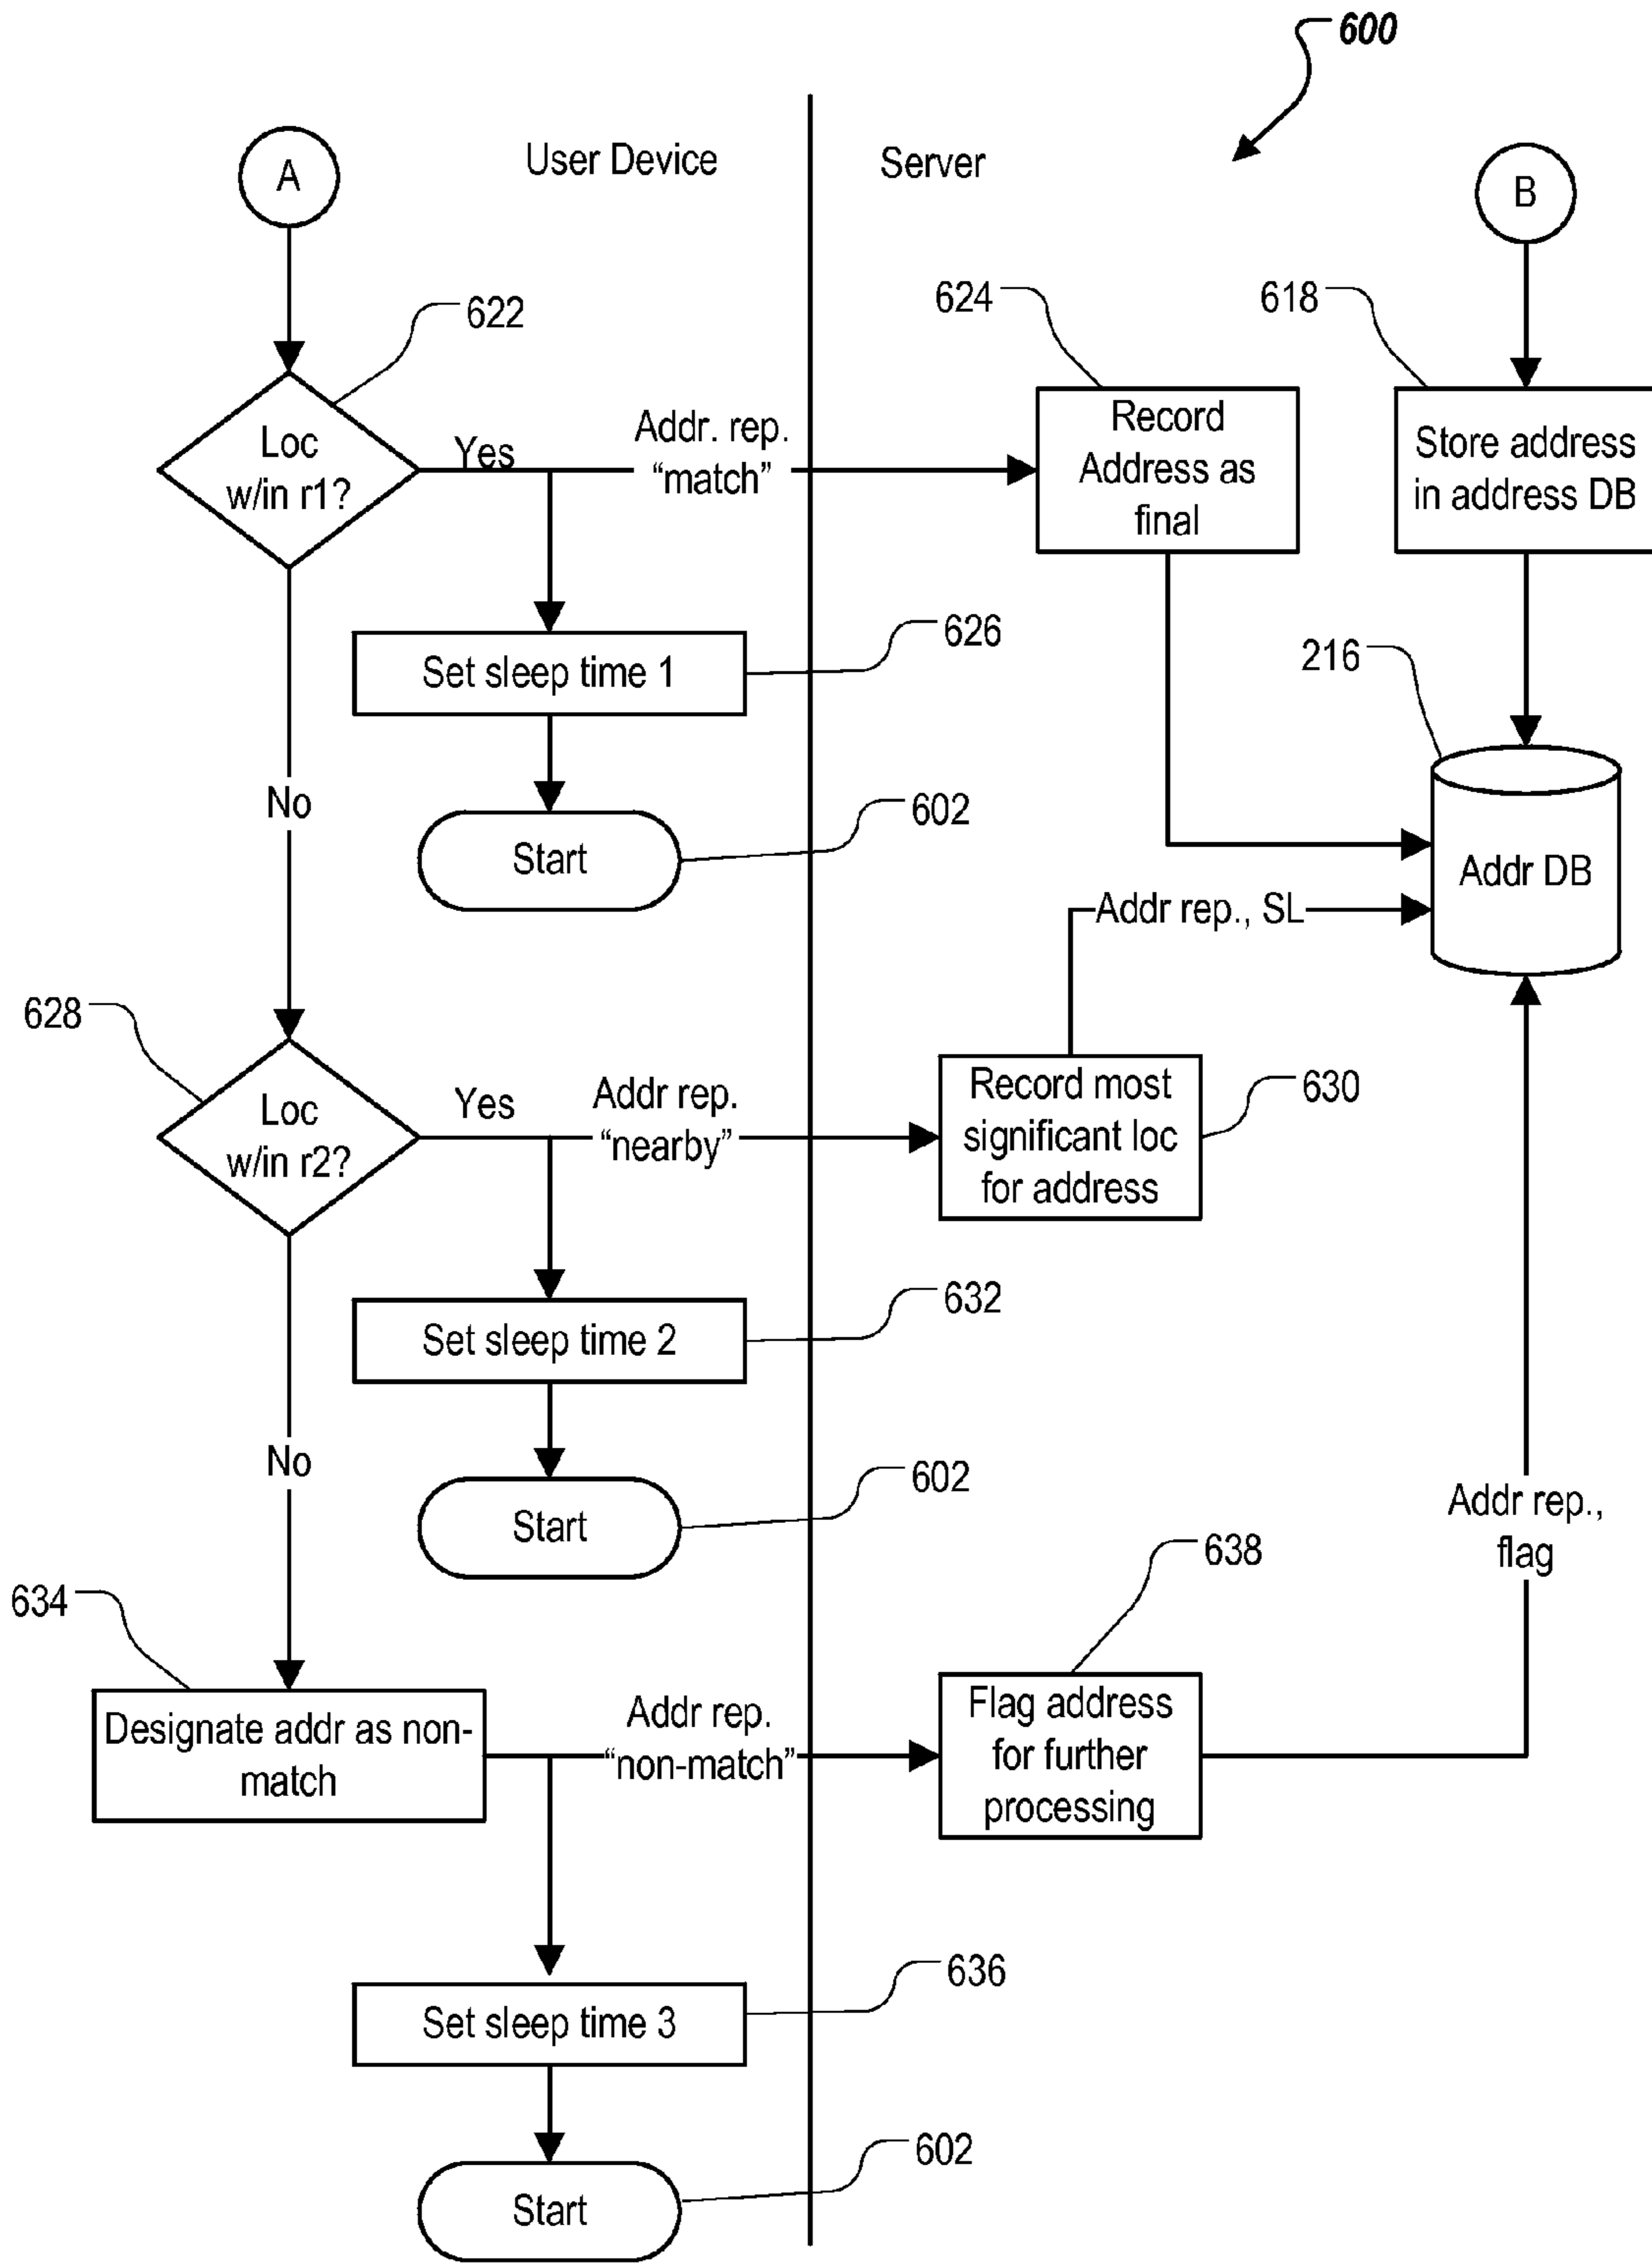 600
User Device
Server
A
B
622
624
618
Loc
w/in r1?
Yes
Addr. rep.
“match”
Record
Address as
final
Store address
in address DB
626
Set sleep time 1
216
No
602
Start
Addr DB
Addr rep., SL
628
Loc
w/in r2?
Yes
Addr rep.
“nearby”
Record most
significant loc
for address
630
632
Set sleep time 2
No
602
Start
Addr rep.,
flag
634
638
Designate addr as non-
match
Addr rep.
“non-match”
Flag address
for further
processing
636
Set sleep time 3
602
Start